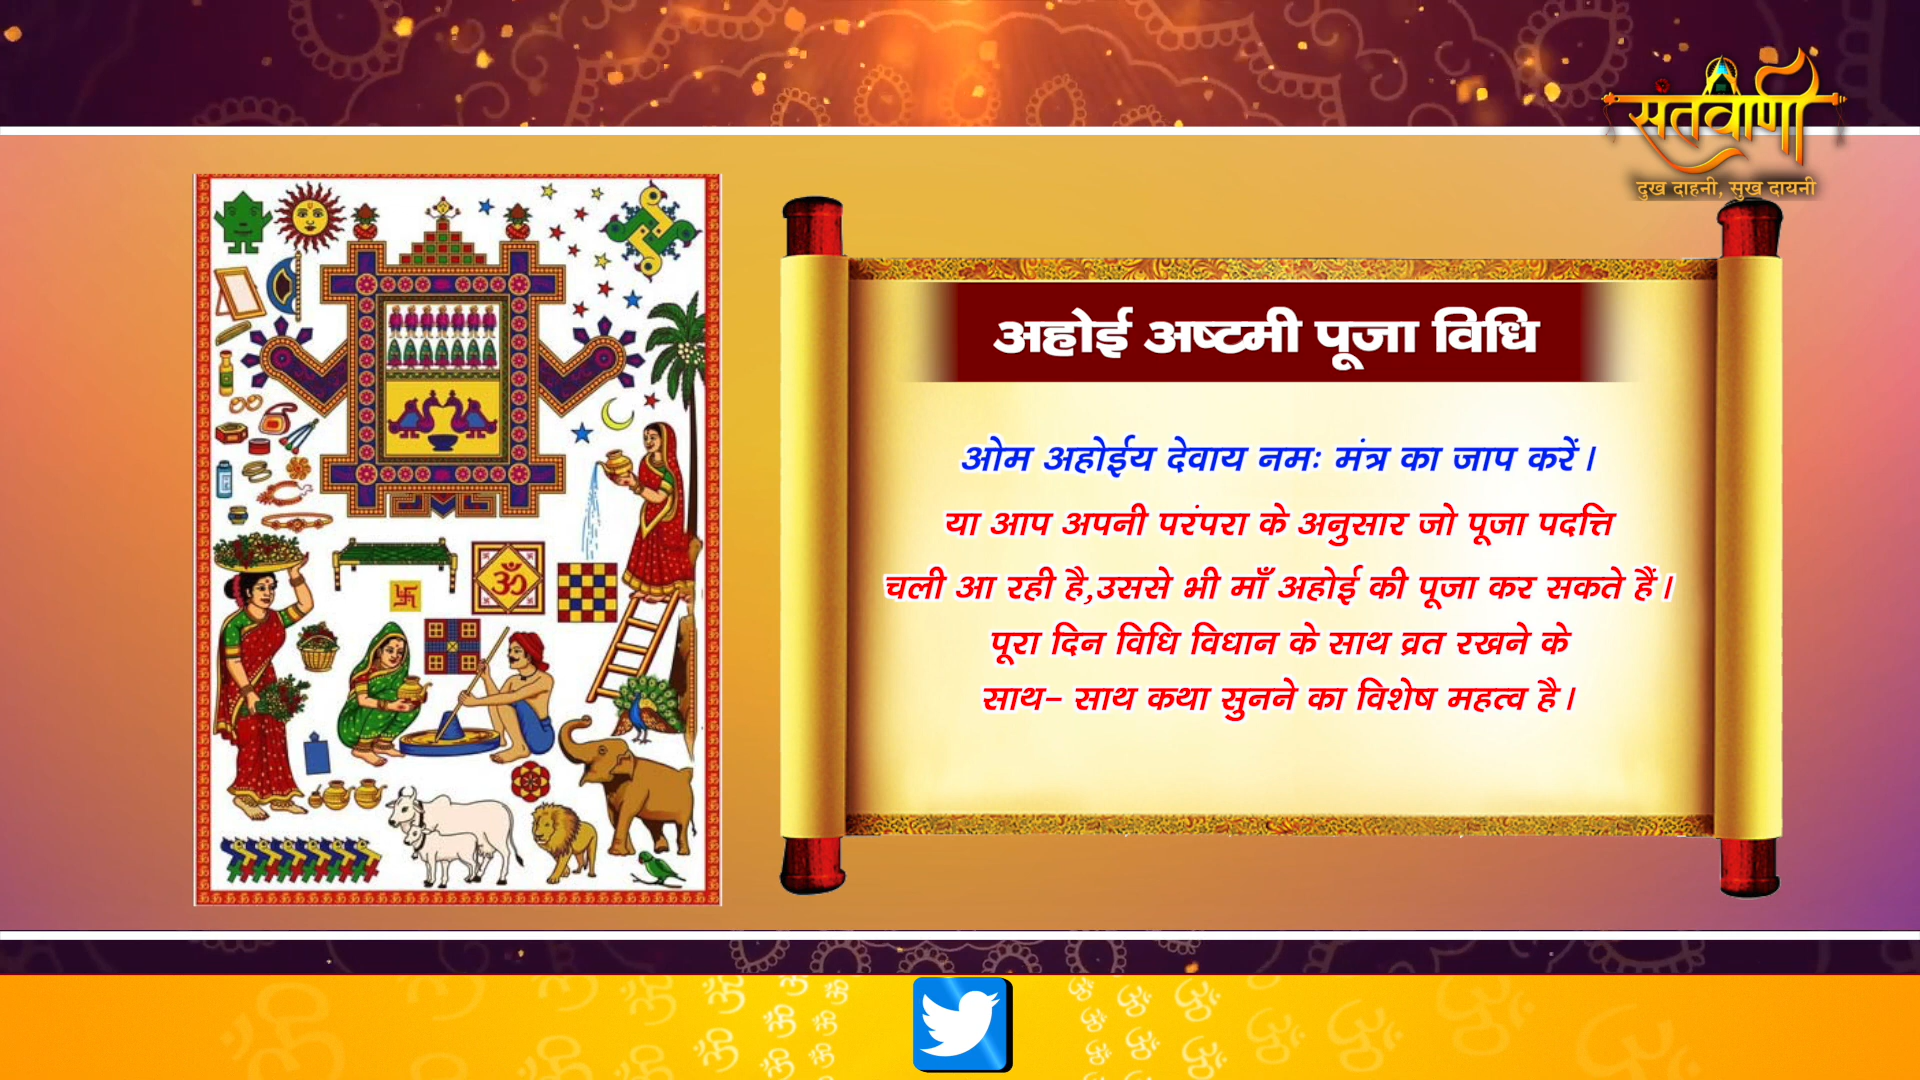 संतवाणी
दुख दाहनी, सुख दायनी
अहोई अष्टमी पूजा विधि
ओम अहोईय देवाय नमः मंत्र का जाप करें।
या आप अपनी परंपरा के अनुसार जो पूजा पदत्ति
चली आ रही है,उससे भी माँ अहोई की पूजा कर सकते हैं।
पूरा दिन विधि विधान के साथ व्रत रखने के
साथ- साथ कथा सुनने का विशेष महत्व है।
ॐ